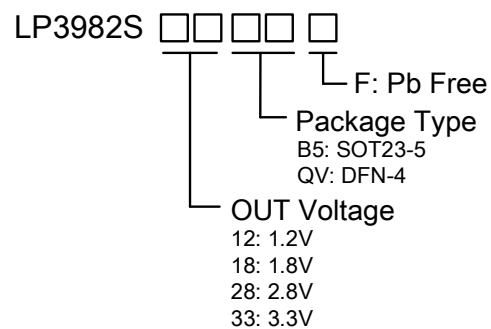 LP3982S □□ □□ □
F: Pb Free
Package Type
B5: SOT23-5
QV: DFN-4
OUT Voltage
12: 1.2V
18: 1.8V
28: 2.8V
33: 3.3V